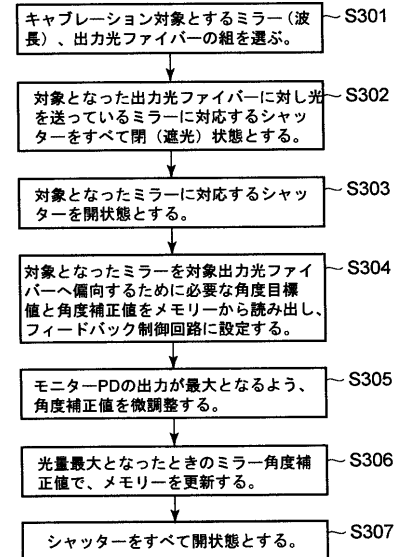 キャブレーション対象とするミラー（波
長）、出力光ファイバーの組を選ぶ。
S301
対象となった出力光ファイバーに対し光
を送っているミラーに対応するシャッ
ターをすべて閉（遮光）状態とする。
S302
対象となったミラーに対応するシャッ
ターを開状態とする。
S303
対象となったミラーを対象出力光ファイ
バーへ偏向するために必要な角度目標
値と角度補正値をメモリーから読み出し、
フィードバック制御回路に設定する。
S304
モニターPDの出力が最大となるよう、
角度補正値を微調整する。
S305
光量最大となったときのミラー角度補
正値で、メモリーを更新する。
S306
シャッターをすべて開状態とする。
S307